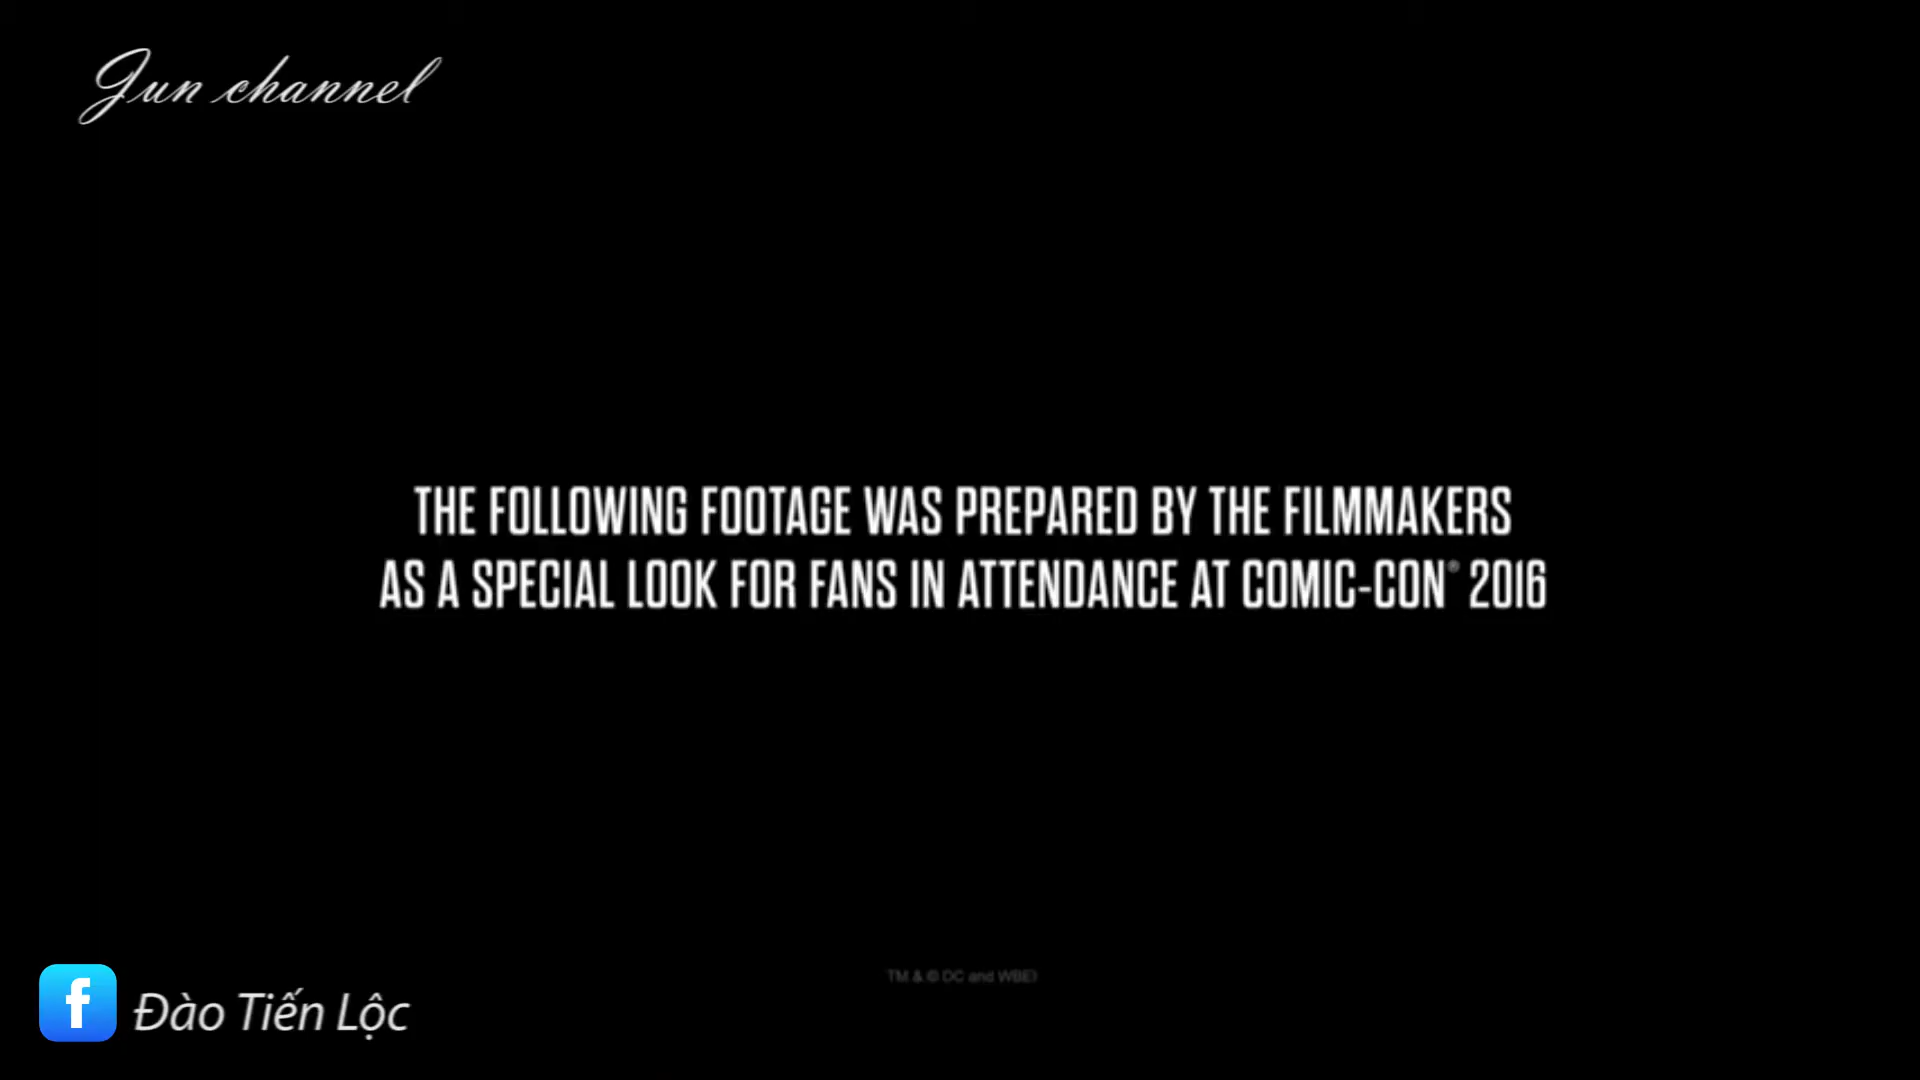 Jun channel
THE FOLLOWING FOOTAGE WAS PREPARED BY THE FILMMAKERS
AS A SPECIAL LOOK FOR FANS IN ATTENDANCE AT COMIC-CON® 2016
TM & © DC and WBEI
f Đào Tiến Lộc